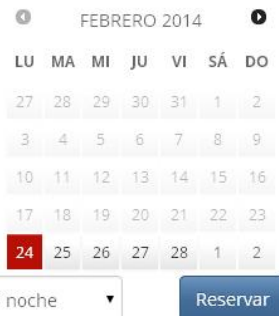 FEBRERO 2014
LU MA MI JU VI SÁ DO
27 28 29 30 31 1 2
3 4 5 6 7 8 9
10 11 12 13 14 15 16
17 18 19 20 21 22 23
24 25 26 27 28 1 2
noche Reservar